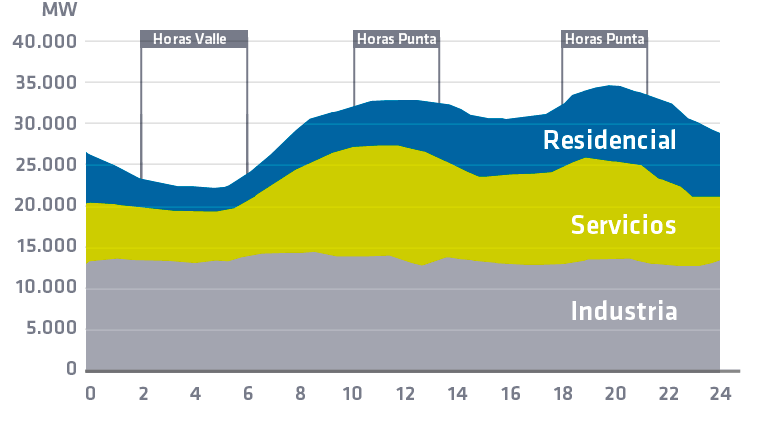 MW
Horas Valle
Horas Punta
Horas Punta
40.000
35.000
30.000
Residencial
25.000
20.000
Servicios
15.000
10.000
Industria
5.000
0
0 2 4 6 8 10 12 14 16 18 20 22 24